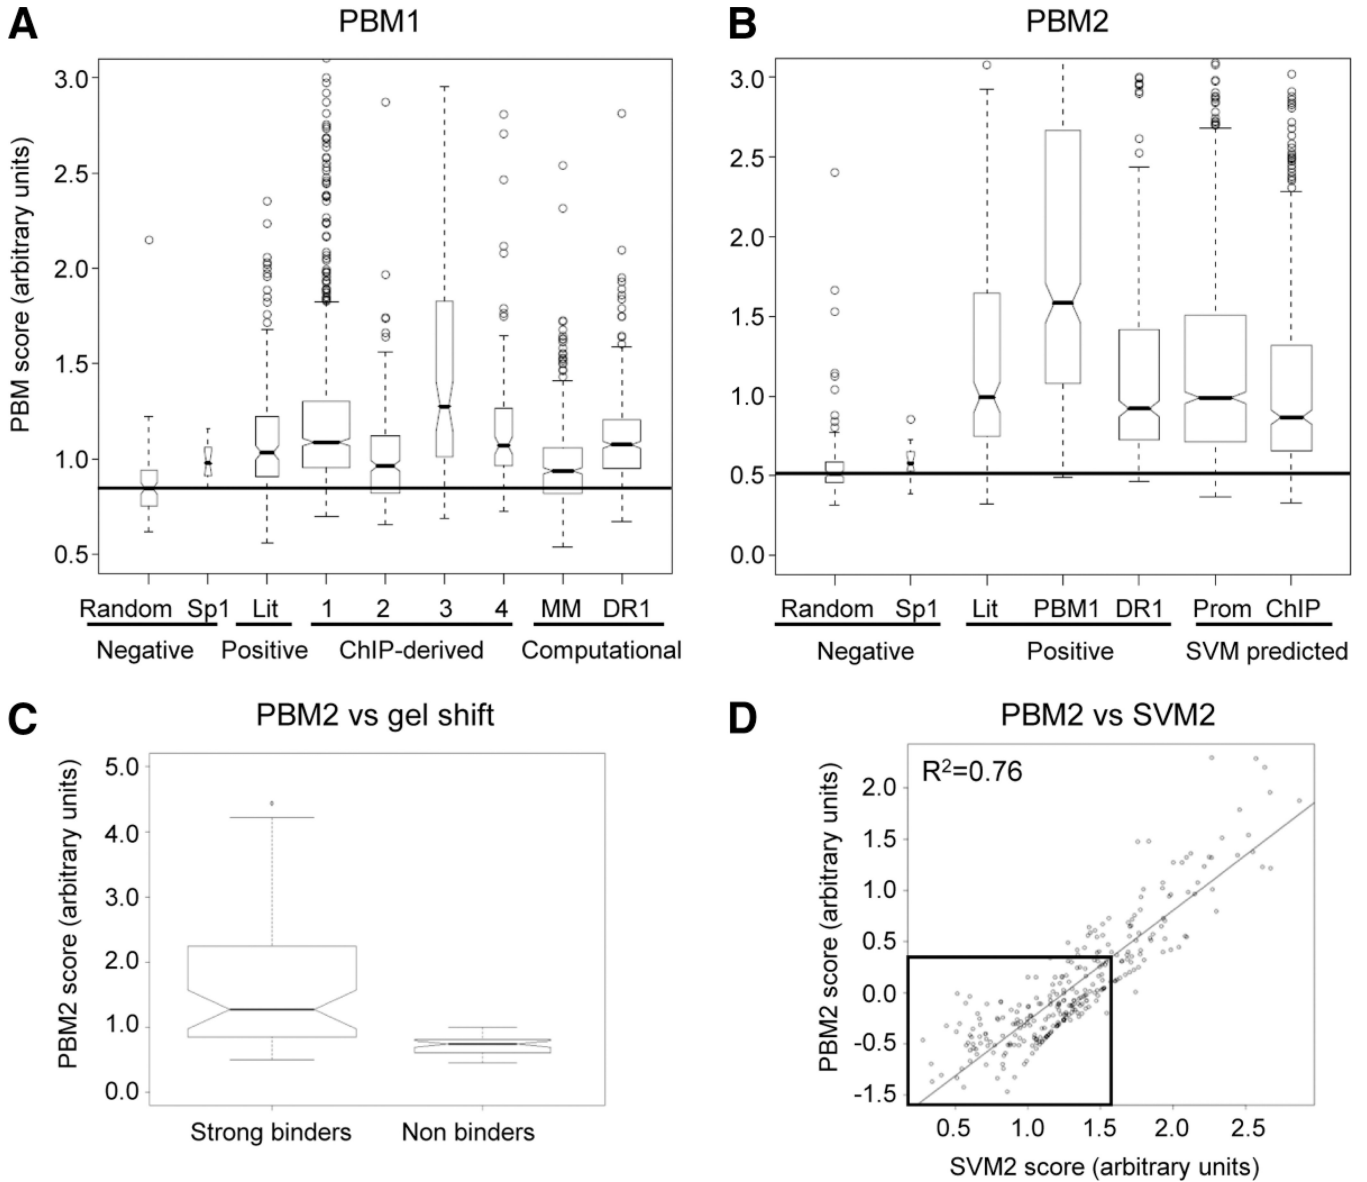 A
PBM1
PBM score (arbitrary units)
3.0
2.5
2.0
1.5
1.0
0.5
Random Sp1 Lit 1 2 3 4 MM DR1
Negative Positive ChIP-derived Computational
B
PBM2
3.0
2.5
2.0
1.5
1.0
0.5
0.0
Random Sp1 Lit PBM1 DR1 Prom ChIP
Negative Positive SVM predicted
C
PBM2 vs gel shift
PBM2 score (arbitrary units)
5.0
4.0
3.0
2.0
1.0
0.0
Strong binders Non binders
D
PBM2 vs SVM2
R²=0.76
PBM2 score (arbitrary units)
2.0
1.5
1.0
0.5
0.0
-0.5
-1.5
0.5 1.0 1.5 2.0 2.5
SVM2 score (arbitrary units)